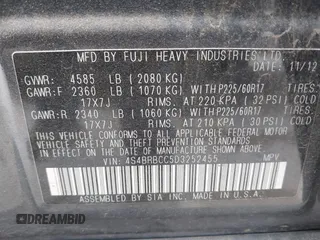 MFD BY FUJI HEAVY INDUSTRIES LTD.
DATE: 11/12
GVWR: 4585 LB (2080 KG)
GAWR:F 2360 LB (1070 KG) WITH P225/60R17 TIRES
17X7J RIMS. AT 220 KPA (32 PSI) COLD
GAWR:R 2340 LB (1060 KG) WITH P225/60R17 TIRES
17X7J RIMS. AT 210 KPA (30 PSI) COLD
THIS VEHICLE CONFORMS TO ALL APPLICABLE
FEDERAL MOTOR VEHICLE SAFETY STANDARDS IN
EFFECT ON THE DATE OF MANUFACTURE SHOWN ABOVE.
VIN: 4S4BRBCC5D3252455 MPV
ASSEMBLED BY SIA INC. MADE IN U.S.A.
DREAMBID